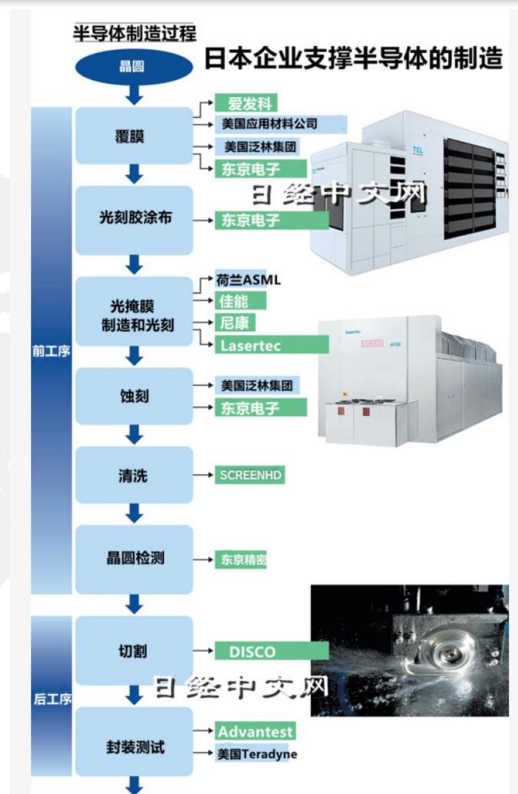 半导体制造过程
日本企业支撑半导体的制造
晶圆
前工序
覆膜
爱发科
美国应用材料公司
美国泛林集团
东京电子
TEL
日经中文网
光刻胶涂布
东京电子
光掩膜
制造和光刻
荷兰ASML
佳能
尼康
Lasertec
Lasertec
蚀刻
美国泛林集团
东京电子
清洗
SCREENHD
晶圆检测
东京精密
后工序
切割
DISCO
日经中文网
封装测试
Advantest
美国Teradyne